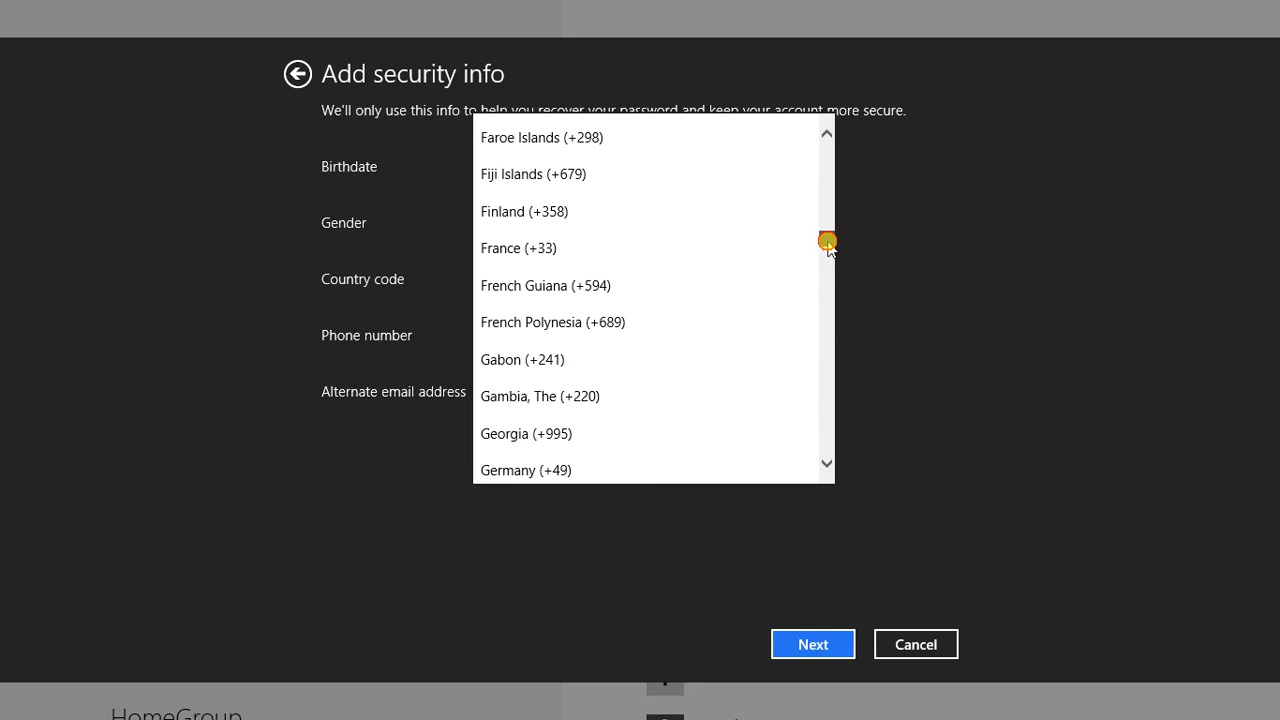 Add security info
We'll only use this info to help you recover your password and keep your account more secure.
Birthdate
Gender
Country code
Phone number
Alternate email address
Faroe Islands (+298)
Fiji Islands (+679)
Finland (+358)
France (+33)
French Guiana (+594)
French Polynesia (+689)
Gabon (+241)
Gambia, The (+220)
Georgia (+995)
Germany (+49)
Next
Cancel
HomeGroup